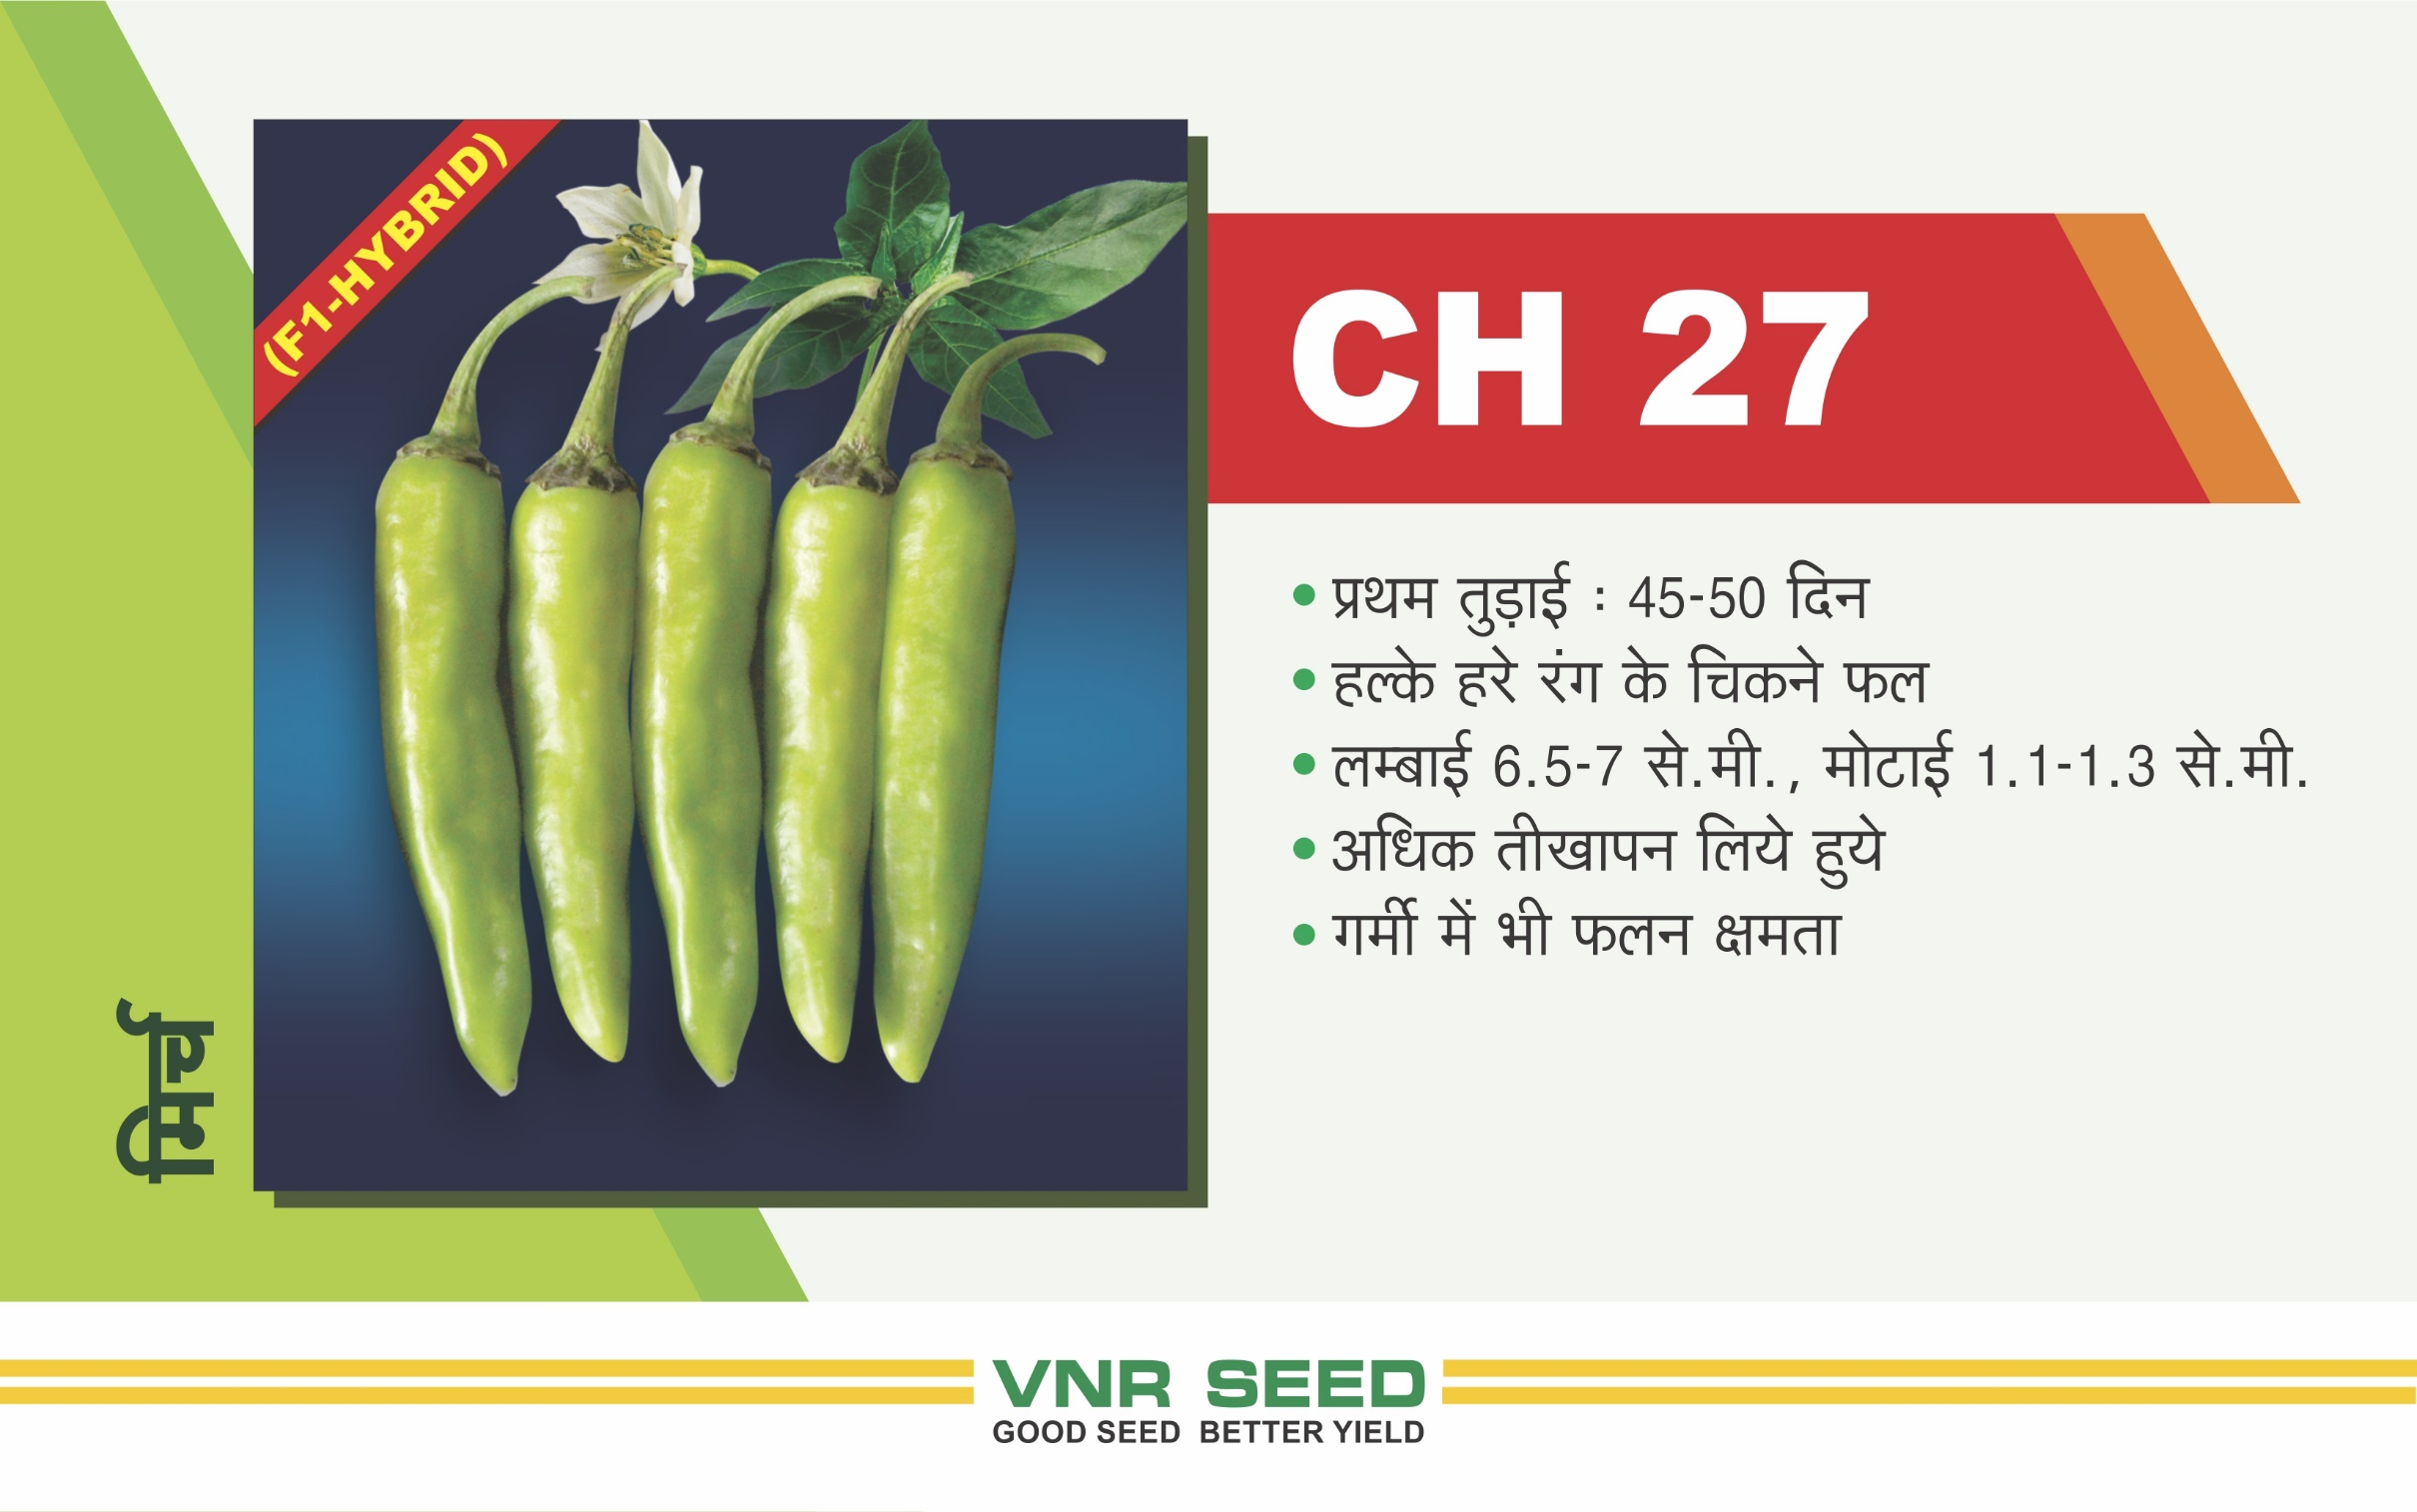 (F1-HYBRID))
CH 27
प्रथम तुड़ाई : 45-50 दिन
हल्के हरे रंग के चिकने फल
लम्बाई 6.5-7 से.मी., मोटाई 1.1-1.3 से.मी.
अधिक तीखापन लिये हुये
गर्मी में भी फलन क्षमता
मिर्च
VNR SEED
GOOD SEED BETTER YIELD